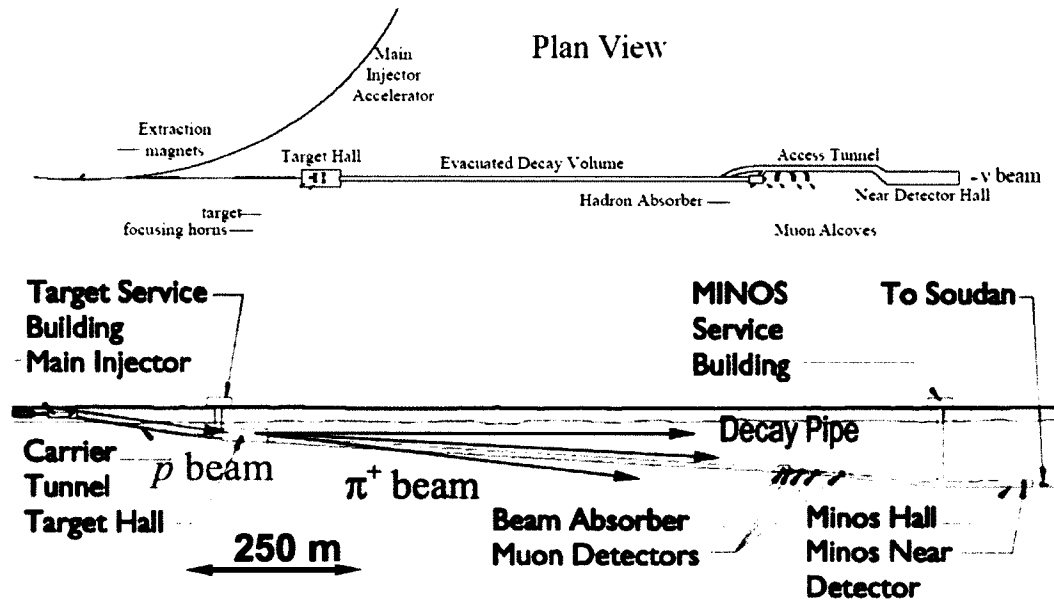 Plan View
Main
Injector
Accelerator
Extraction
magnets
Target Hall
Evacuated Decay Volume
Access Tunnel
ν beam
Hadron Absorber
Near Detector Hall
target
focusing horns
Muon Alcoves
Target Service
Building
Main Injector
MINOS
Service
Building
To Soudan
Decay Pipe
Carrier
Tunnel
Target Hall
p beam
π+ beam
250 m
Beam Absorber
Muon Detectors
Minos Hall
Minos Near
Detector